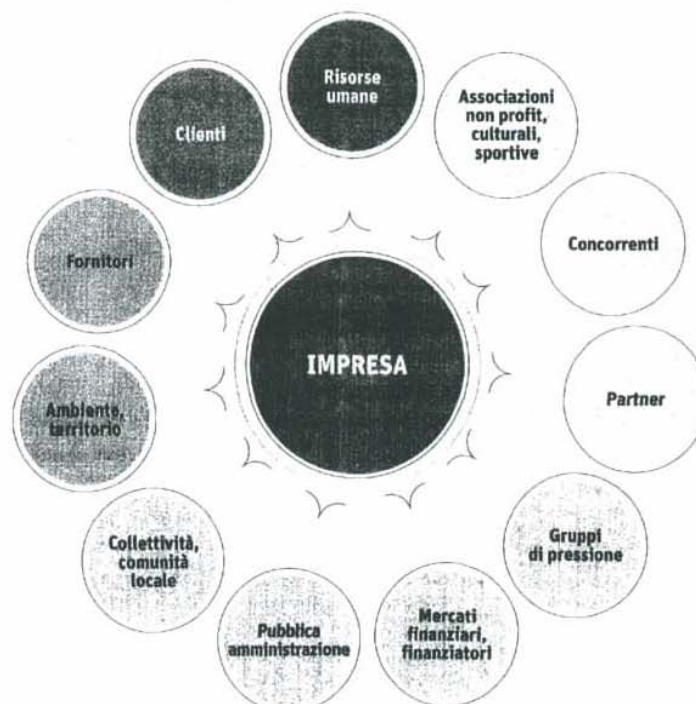 Risorse
umane
Associazioni
non profit,
culturali,
sportive
Concorrenti
Partner
Gruppi
di pressione
Mercati
finanziari,
finanziatori
Pubblica
amministrazione
Collettività,
comunità
locale
Ambiente,
territorio
Fornitori
Clienti
IMPRESA